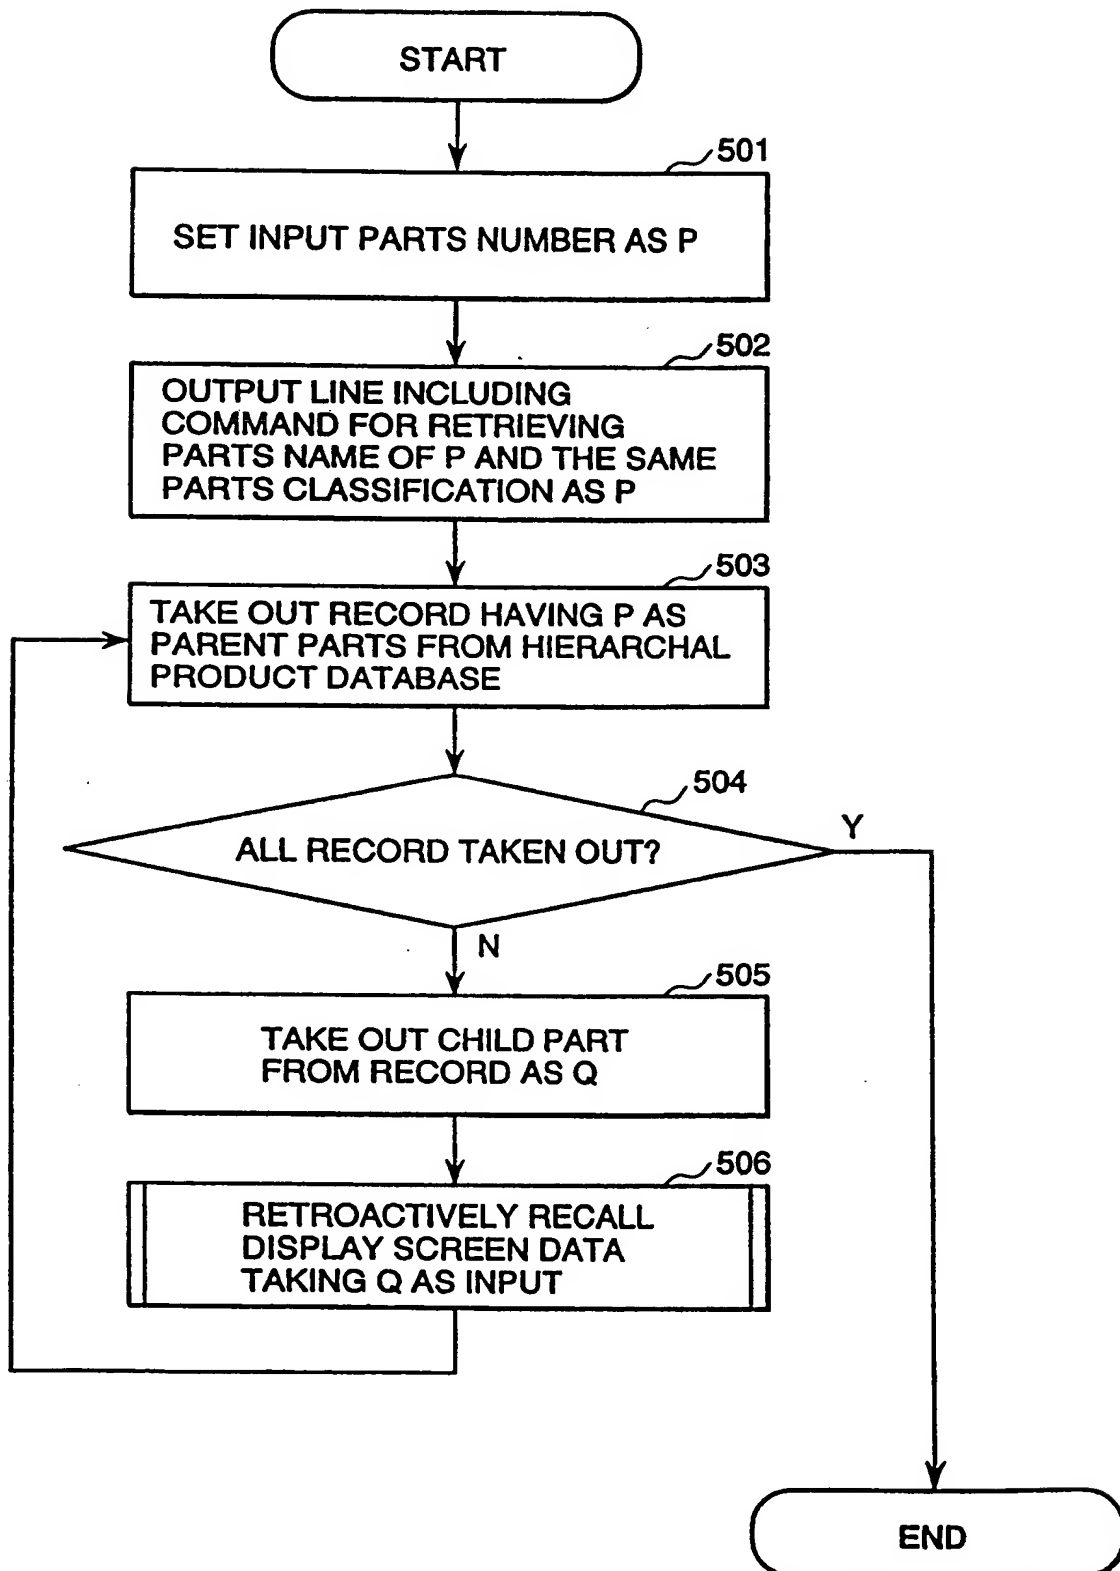 START
501
SET INPUT PARTS NUMBER AS P
502
OUTPUT LINE INCLUDING
COMMAND FOR RETRIEVING
PARTS NAME OF P AND THE SAME
PARTS CLASSIFICATION AS P
503
TAKE OUT RECORD HAVING P AS
PARENT PARTS FROM HIERARCHAL
PRODUCT DATABASE
504
ALL RECORD TAKEN OUT?
Y
N
505
TAKE OUT CHILD PART
FROM RECORD AS Q
506
RETROACTIVELY RECALL
DISPLAY SCREEN DATA
TAKING Q AS INPUT
END